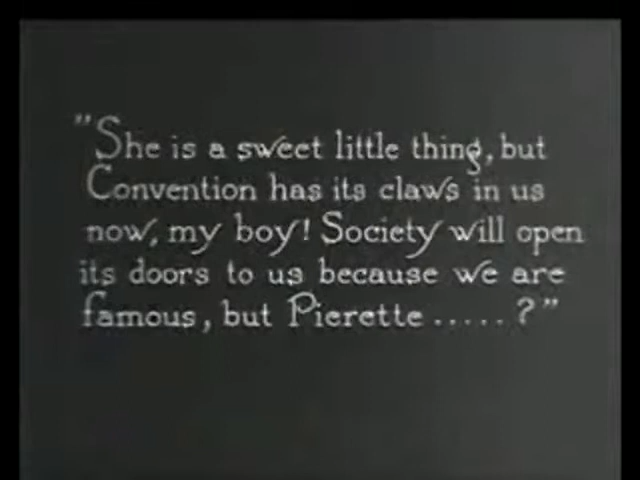 "She is a sweet little thing, but
Convention has its claws in us
now, my boy! Society will open
its doors to us because we are
famous, but Pierette .....?"